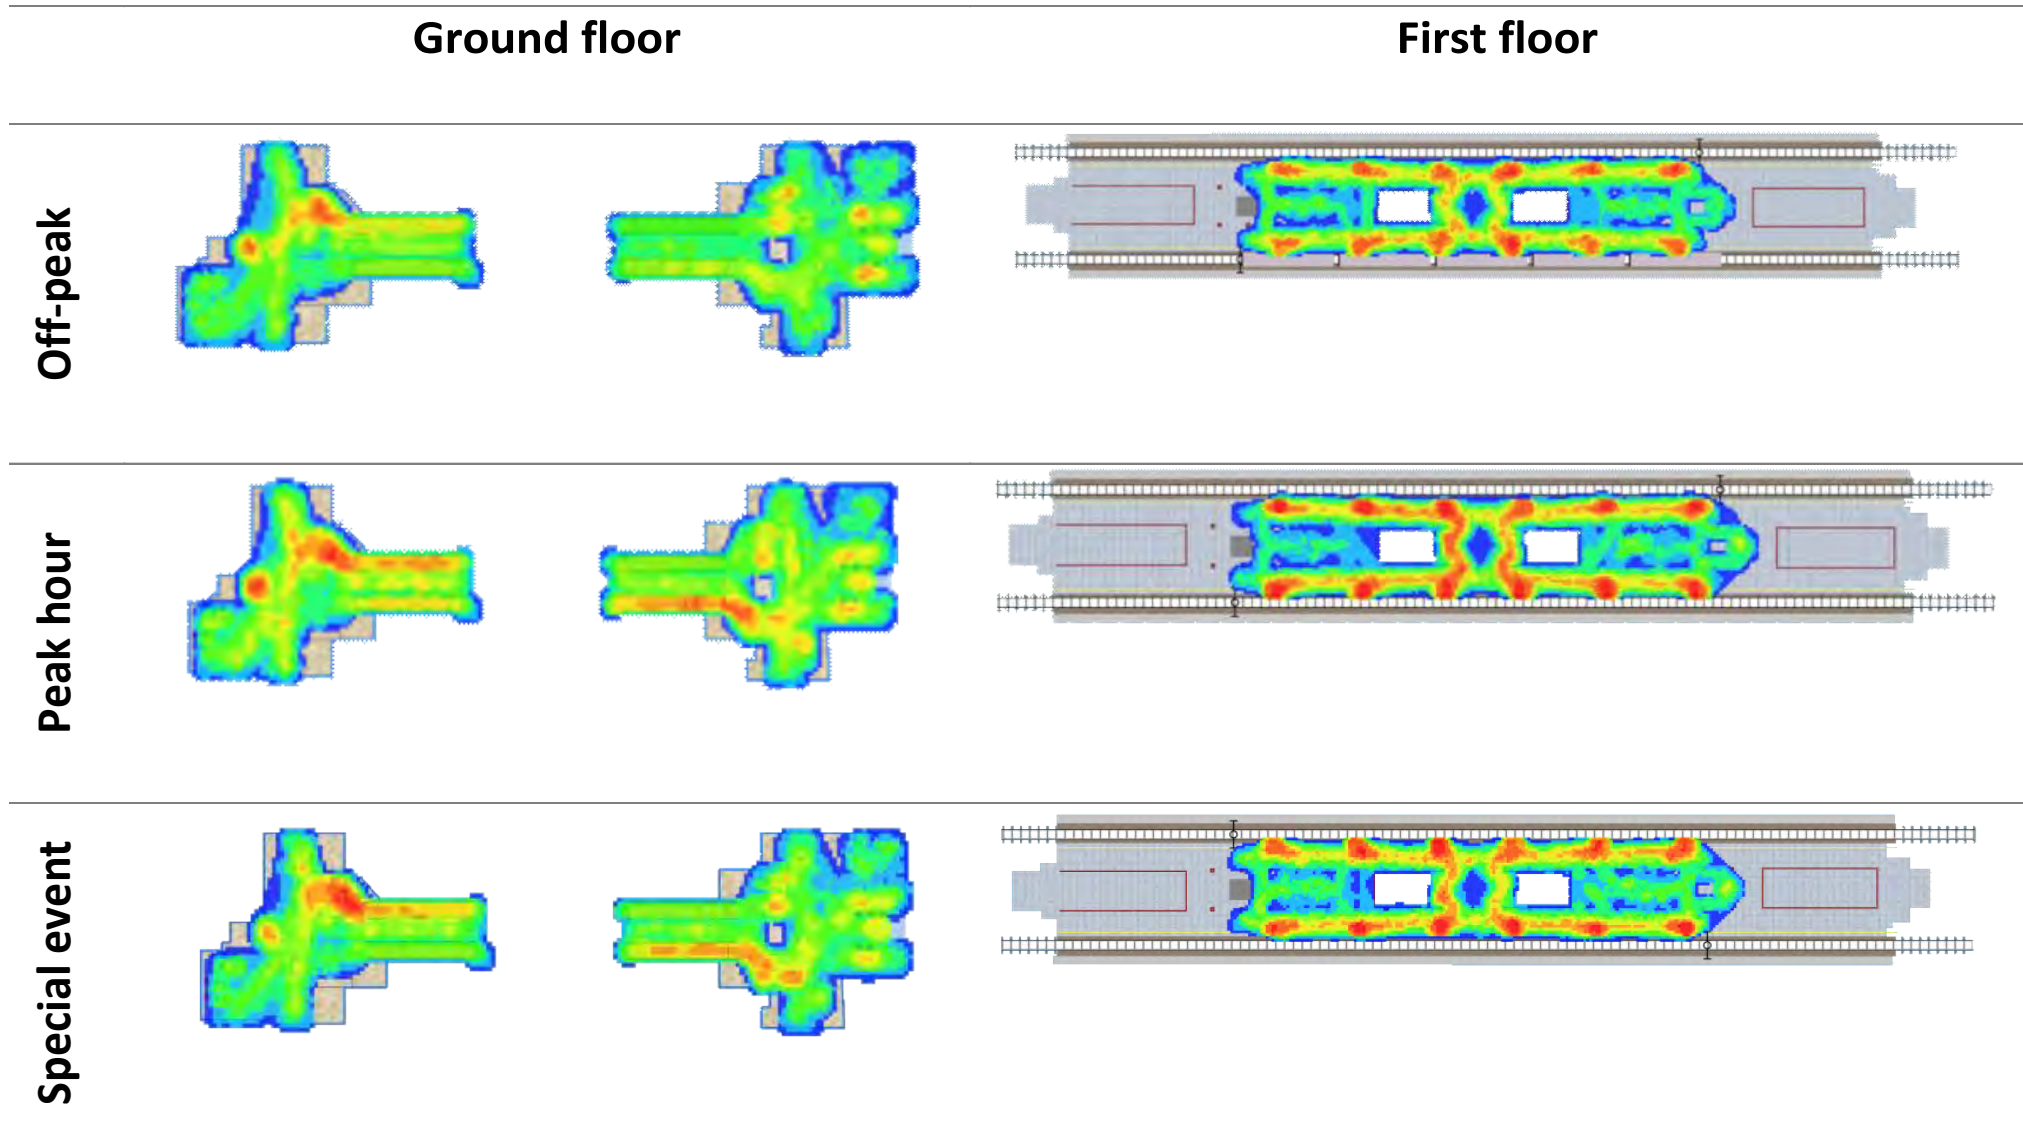 Ground floor
First floor
Off-peak
Peak hour
Special event